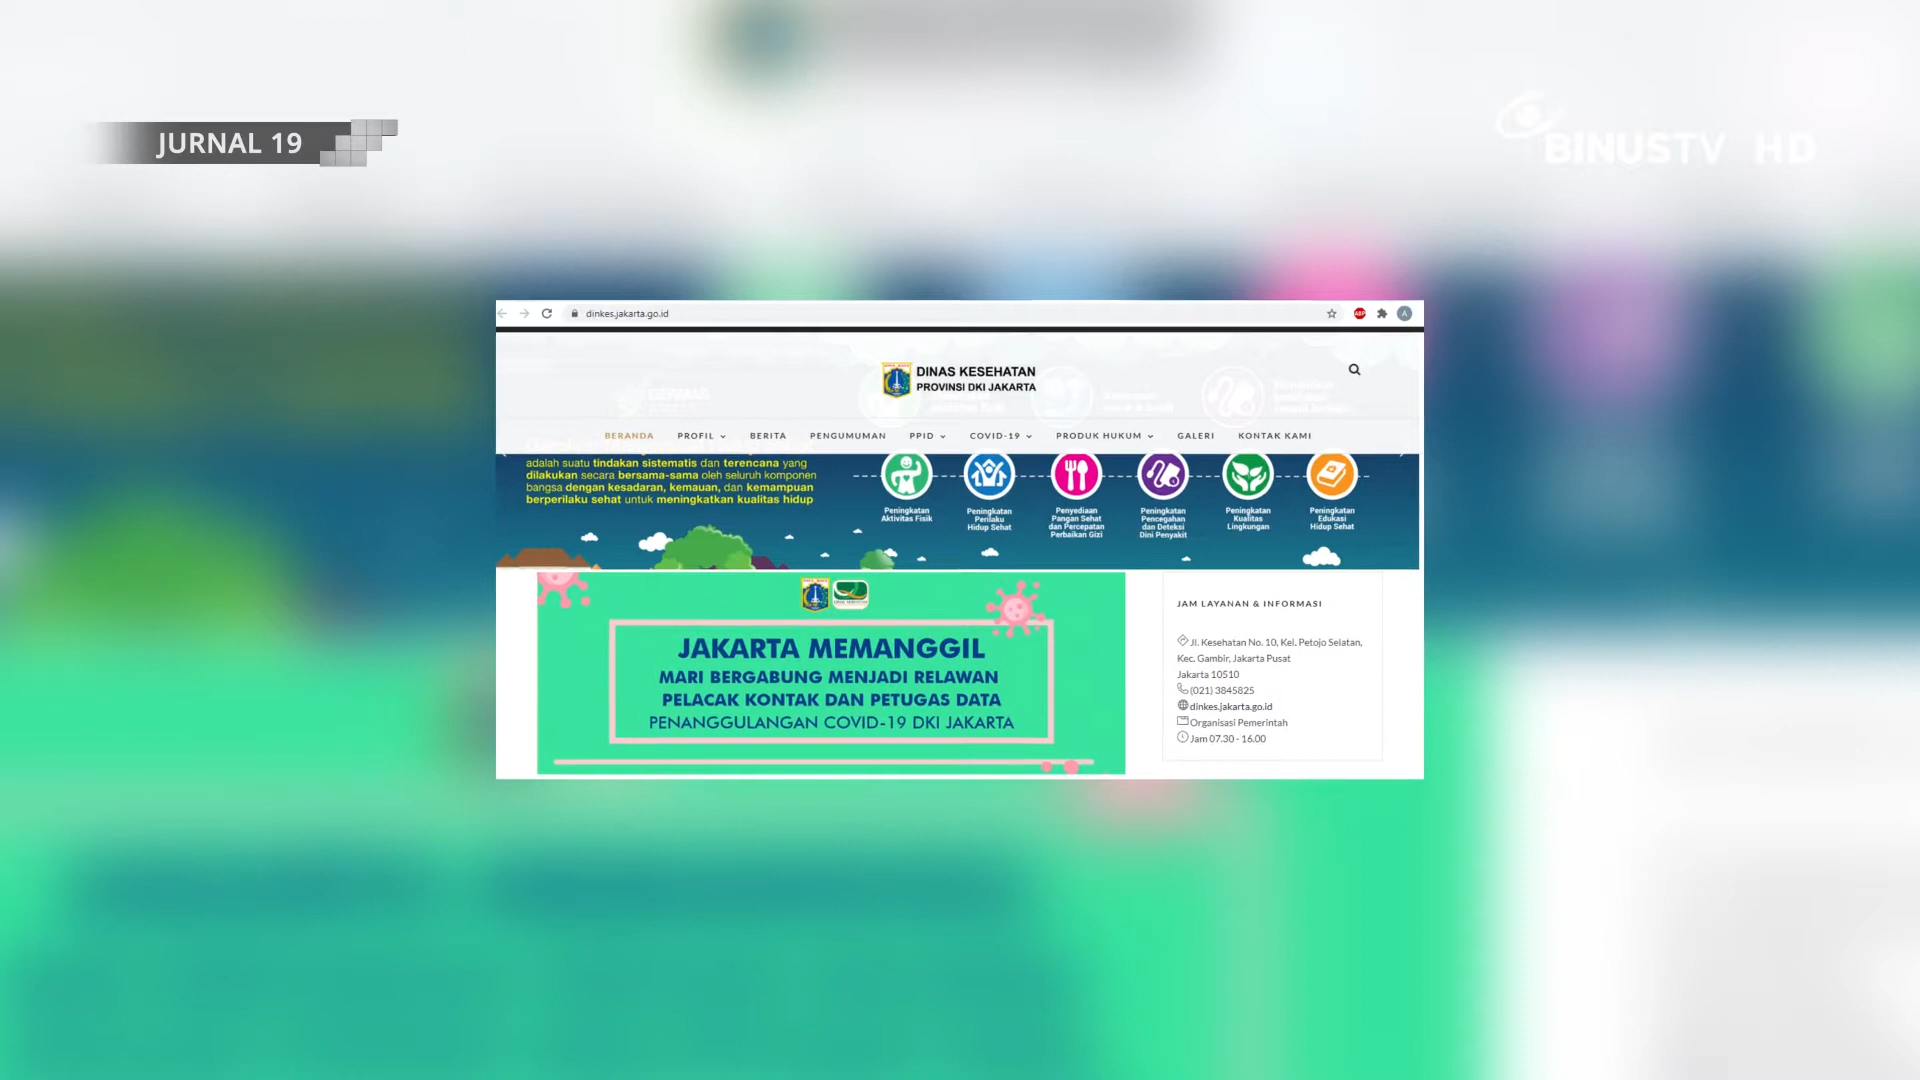 JURNAL 19
BINUSTV HD
dinkes.jakarta.go.id
ABP
A
DINAS KESEHATAN
PROVINSI DKI JAKARTA
BERANDA PROFIL BERITA PENGUMUMAN PPID COVID-19 PRODUK HUKUM GALERI KONTAK KAMI
adalah suatu tindakan sistematis dan terencana yang
dilakukan secara bersama-sama oleh seluruh komponen
bangsa dengan kesadaran, kemauan, dan kemampuan
berperilaku sehat untuk meningkatkan kualitas hidup
Peningkatan
Aktivitas Fisik
Peningkatan
Perilaku
Hidup Sehat
Penyediaan
Pangan Sehat
dan Percepatan
Perbaikan Gizi
Peningkatan
Pencegahan
dan Deteksi
Dini Penyakit
Peningkatan
Kualitas
Lingkungan
Peningkatan
Edukasi
Hidup Sehat
JAKARTA MEMANGGIL
MARI BERGABUNG MENJADI RELAWAN
PELACAK KONTAK DAN PETUGAS DATA
PENANGGULANGAN COVID-19 DKI JAKARTA
JAM LAYANAN & INFORMASI
Jl. Kesehatan No. 10, Kel. Petojo Selatan,
Kec. Gambir, Jakarta Pusat
Jakarta 10510
(021) 3845825
dinkes.jakarta.go.id
Organisasi Pemerintah
Jam 07.30 - 16.00